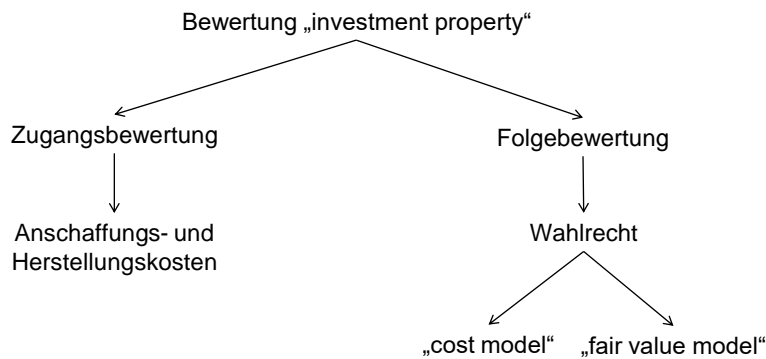 Bewertung „investment property“
Zugangsbewertung
Folgebewertung
Anschaffungs- und
Herstellungskosten
Wahlrecht
„cost model“
„fair value model“